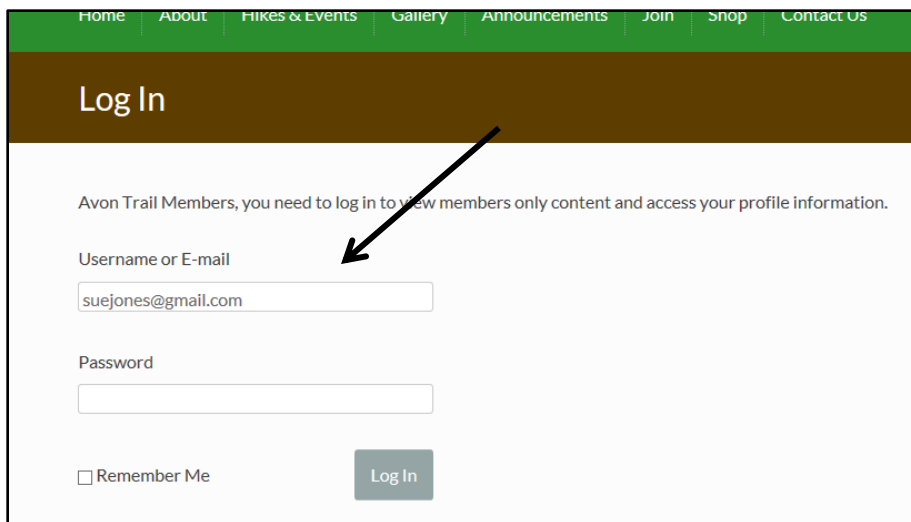 Home About Hikes & Events Gallery Announcements Join Shop Contact Us
Log In
Avon Trail Members, you need to log in to view members only content and access your profile information.
Username or E-mail
suejones@gmail.com
Password
Remember Me Log In